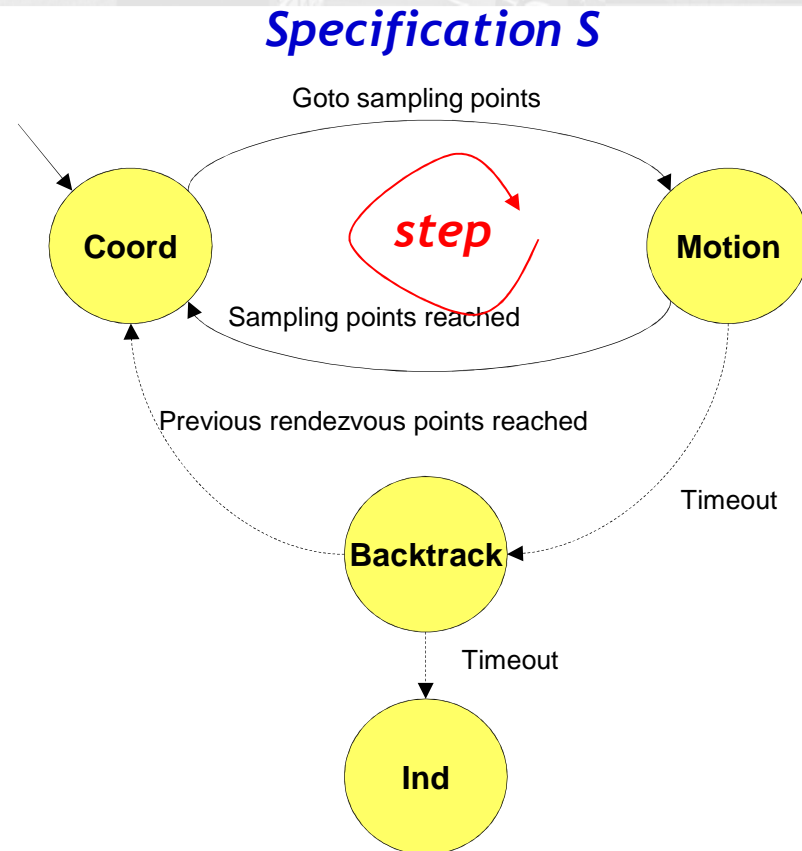 Specification S
Goto sampling points
Coord
step
Motion
Sampling points reached
Previous rendezvous points reached
Timeout
Backtrack
Timeout
Ind